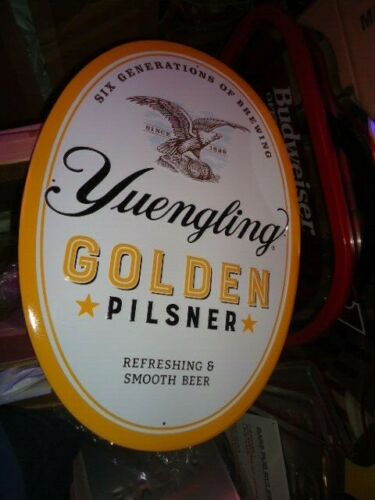 SIX GENERATIONS OF BREWING
SINCE 1829
Yuengling
GOLDEN
PILSNER
REFRESHING &
SMOOTH BEER
Budweiser